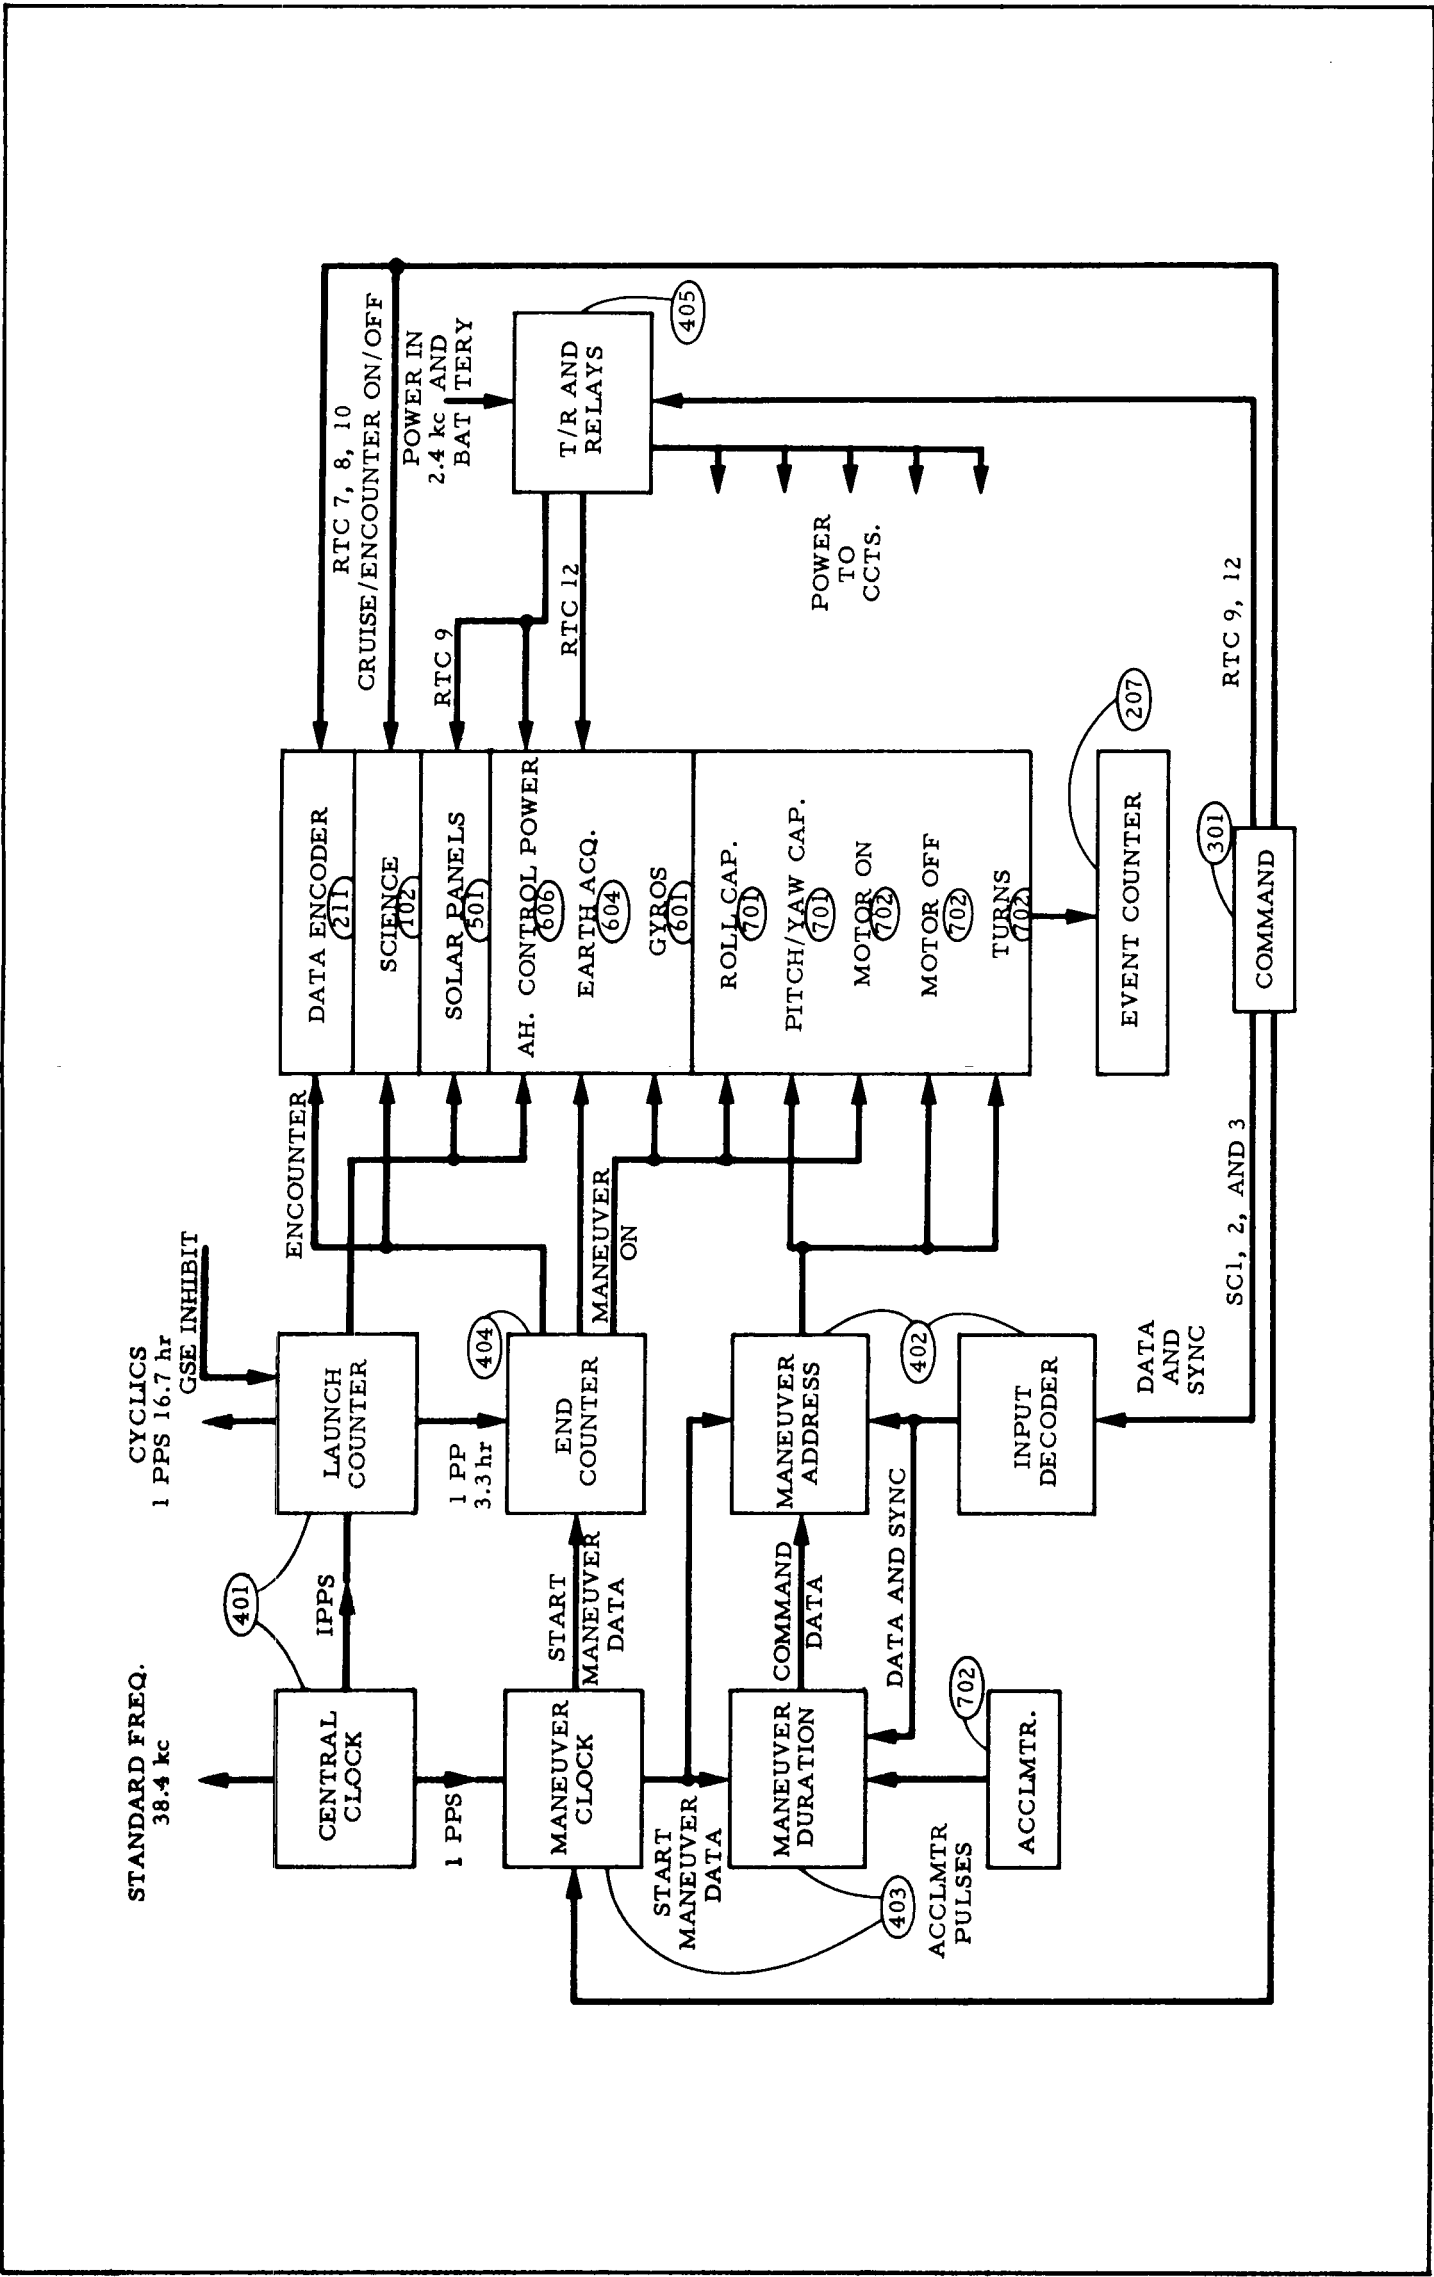 STANDARD FREQ.
38.4 kc
CYCLICS
1 PPS 16.7 hr
GSE INHIBIT
401
CENTRAL
CLOCK
IPPS
LAUNCH
COUNTER
ENCOUNTER
1 PPS
1 PP
3.3 hr
404
MANEUVER
CLOCK
START
MANEUVER
DATA
END
COUNTER
MANEUVER
ON
START
MANEUVER
DATA
403
MANEUVER
DURATION
COMMAND
DATA
MANEUVER
ADDRESS
402
DATA AND SYNC
ACCLMTR
PULSES
702
ACCLMTR.
INPUT
DECODER
DATA
AND
SYNC
SC1, 2, AND 3
DATA ENCODER
211
SCIENCE
102
SOLAR PANELS
501
AH. CONTROL POWER
606
EARTH ACQ.
604
GYROS
601
ROLL CAP.
701
PITCH/YAW CAP.
701
MOTOR ON
702
MOTOR OFF
702
TURNS
702
EVENT COUNTER
207
COMMAND
301
RTC 7, 8, 10
CRUISE/ENCOUNTER ON/OFF
POWER IN
2.4 kc AND
BAT TERY
RTC 9
RTC 12
T/R AND
RELAYS
405
POWER
TO
CCTS.
RTC 9, 12